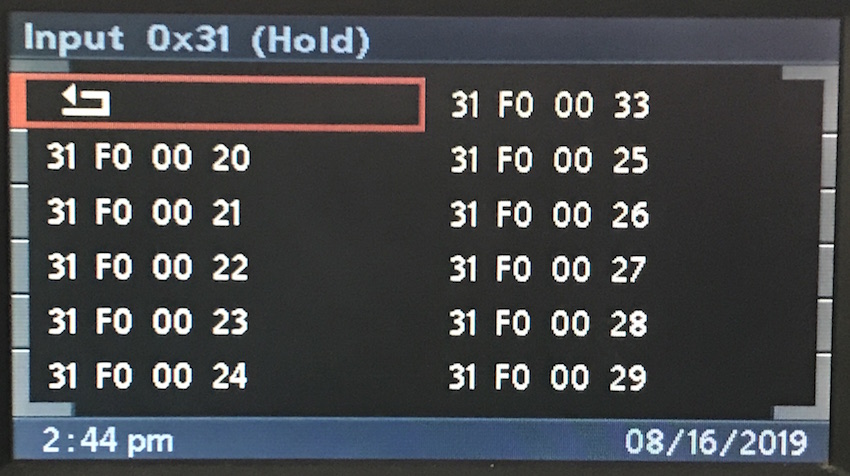 Input 0x31 (Hold)
31 F0 00 33
31 F0 00 20
31 F0 00 25
31 F0 00 21
31 F0 00 26
31 F0 00 22
31 F0 00 27
31 F0 00 23
31 F0 00 28
31 F0 00 24
31 F0 00 29
2:44 pm
08/16/2019